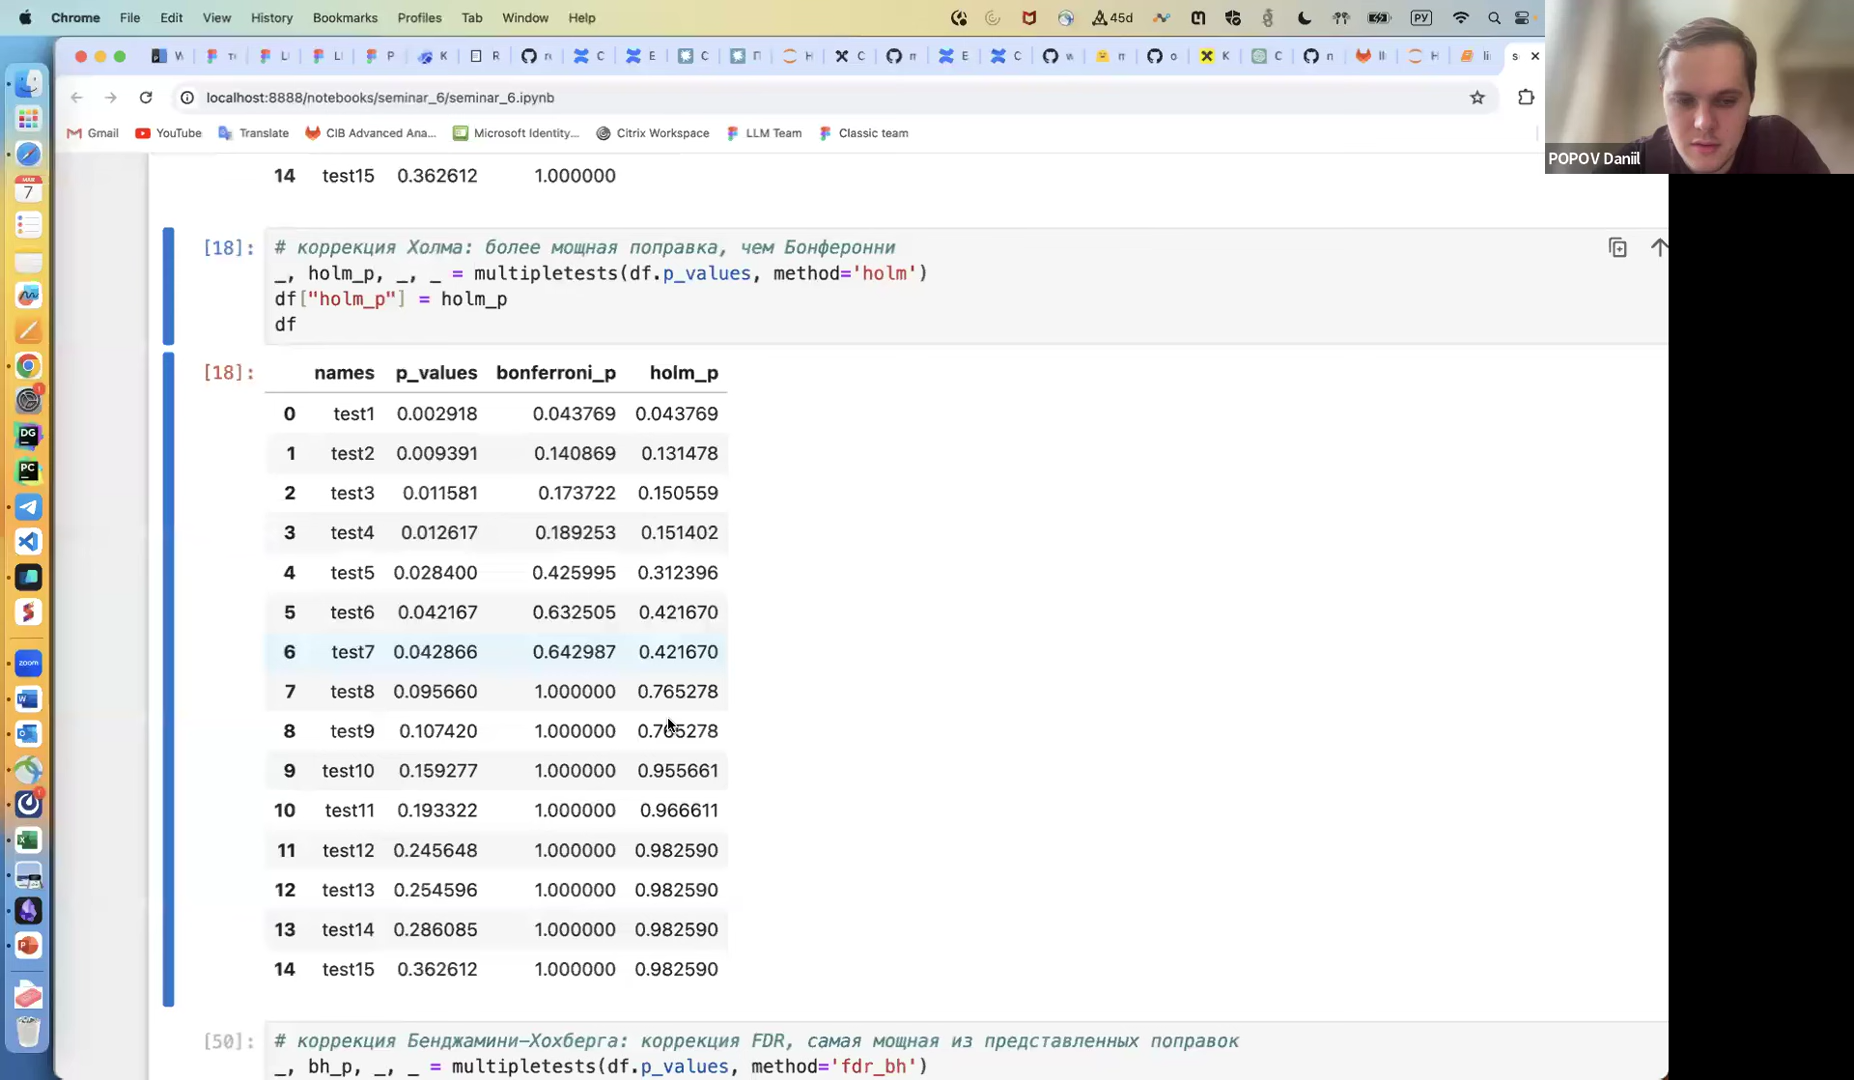 Chrome File Edit View History Bookmarks Profiles Tab Window Help 45d РУ
localhost:8888/notebooks/seminar_6/seminar_6.ipynb
Gmail YouTube Translate CIB Advanced Ana... Microsoft Identity... Citrix Workspace LLM Team Classic team
POPOV Daniil
14 test15 0.362612 1.000000
[18]: # коррекция Холма: более мощная поправка, чем Бонферонни
_, holm_p, _, _ = multipletests(df.p_values, method='holm')
df["holm_p"] = holm_p
df
[18]: names p_values bonferroni_p holm_p
0 test1 0.002918 0.043769 0.043769
1 test2 0.009391 0.140869 0.131478
2 test3 0.011581 0.173722 0.150559
3 test4 0.012617 0.189253 0.151402
4 test5 0.028400 0.425995 0.312396
5 test6 0.042167 0.632505 0.421670
6 test7 0.042866 0.642987 0.421670
7 test8 0.095660 1.000000 0.765278
8 test9 0.107420 1.000000 0.765278
9 test10 0.159277 1.000000 0.955661
10 test11 0.193322 1.000000 0.966611
11 test12 0.245648 1.000000 0.982590
12 test13 0.254596 1.000000 0.982590
13 test14 0.286085 1.000000 0.982590
14 test15 0.362612 1.000000 0.982590
[50]: # коррекция Бенджамини-Хохберга: коррекция FDR, самая мощная из представленных поправок
_, bh_p, _, _ = multipletests(df.p_values, method='fdr_bh')